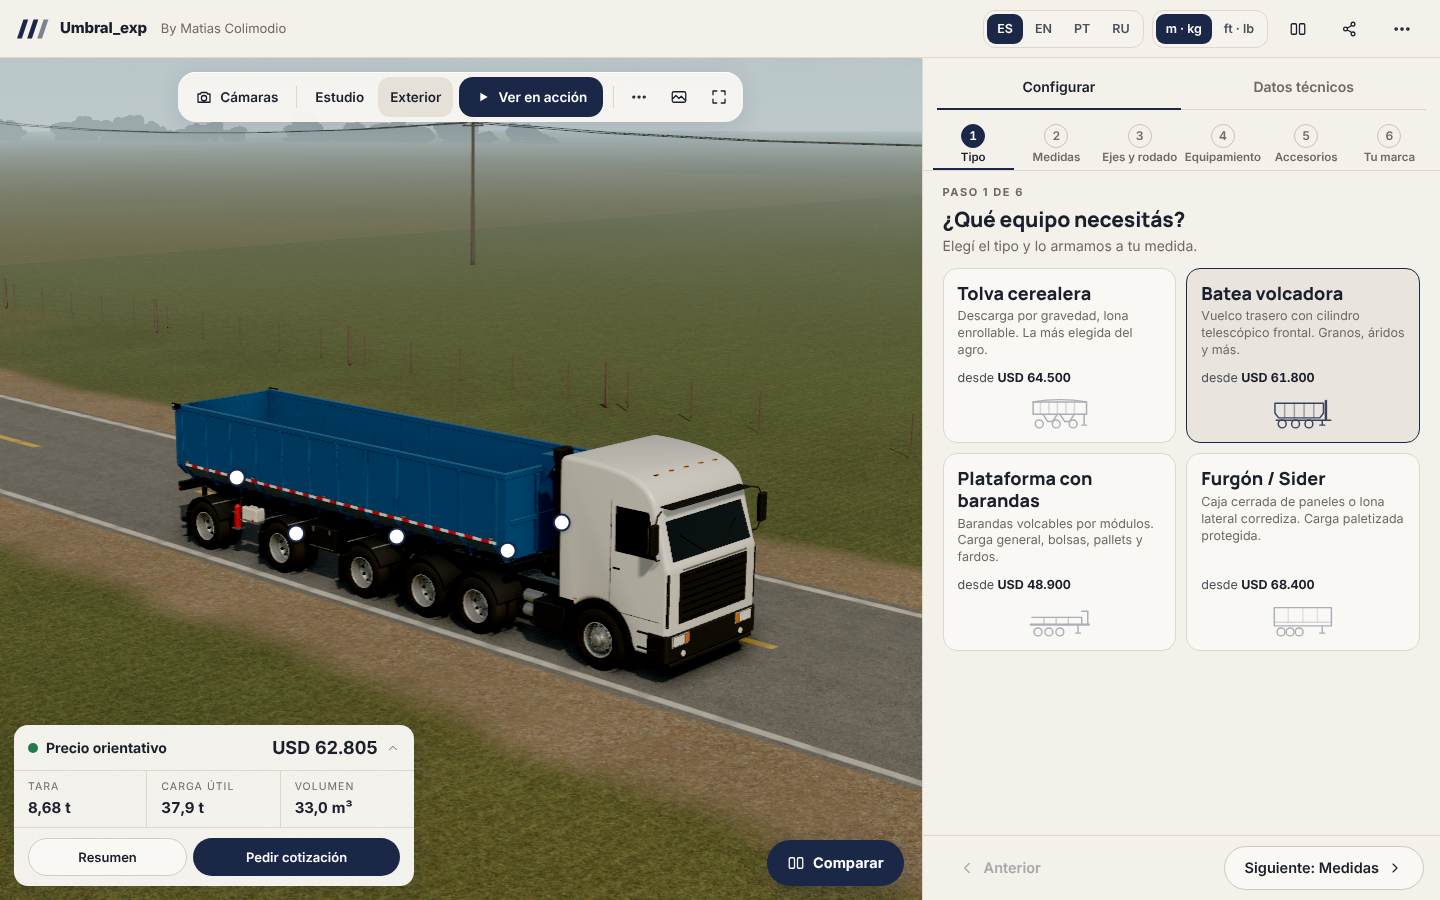 Umbral_exp By Matias Colimodio
ES EN PT RU m · kg ft · lb
Cámaras Estudio Exterior Ver en acción
Configurar Datos técnicos
1 2 3 4 5 6
Tipo Medidas Ejes y rodado Equipamiento Accesorios Tu marca
PASO 1 DE 6
¿Qué equipo necesitás?
Elegí el tipo y lo armamos a tu medida.
Tolva cerealera
Descarga por gravedad, lona
enrollable. La más elegida del
agro.
desde USD 64.500
Batea volcadora
Vuelco trasero con cilindro
telescópico frontal. Granos, áridos
y más.
desde USD 61.800
Plataforma con
barandas
Barandas volcables por módulos.
Carga general, bolsas, pallets y
fardos.
desde USD 48.900
Furgón / Sider
Caja cerrada de paneles o lona
lateral corrediza. Carga paletizada
protegida.
desde USD 68.400
Precio orientativo USD 62.805
TARA CARGA ÚTIL VOLUMEN
8,68 t 37,9 t 33,0 m³
Resumen Pedir cotización
Comparar
Anterior Siguiente: Medidas